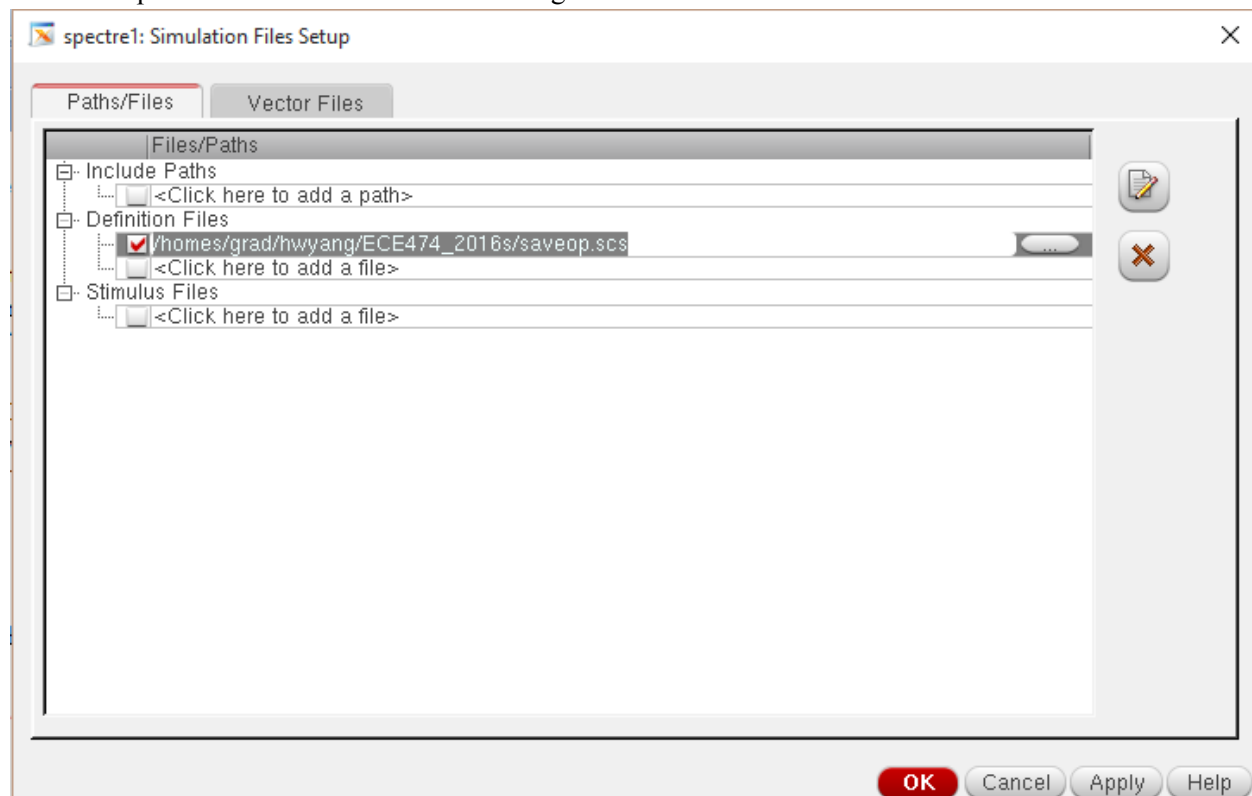 spectre1: Simulation Files Setup
Paths/Files Vector Files
Files/Paths
Include Paths
<Click here to add a path>
Definition Files
/homes/grad/hwyang/ECE474_2016s/saveop.scs ...
<Click here to add a file>
Stimulus Files
<Click here to add a file>
OK Cancel Apply Help